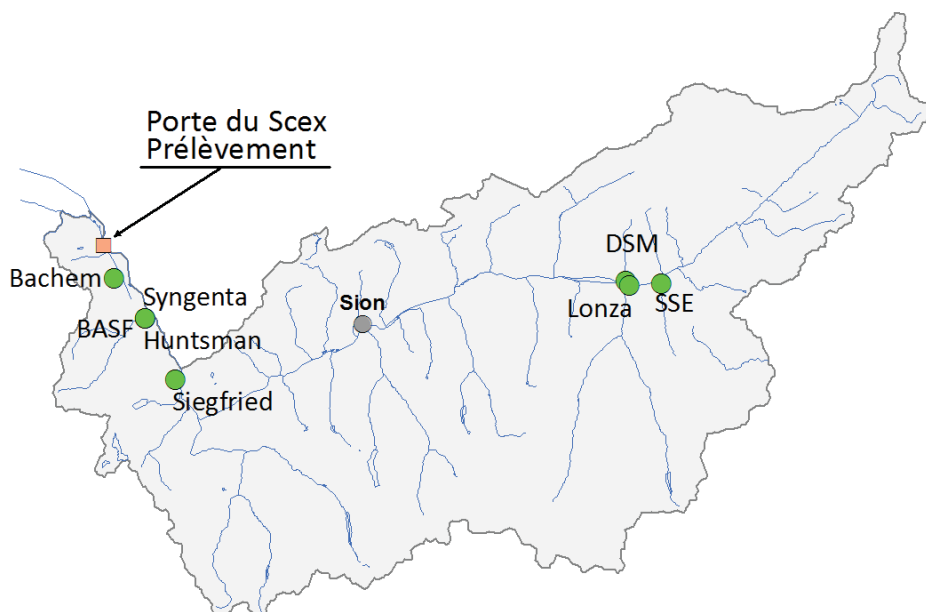 Porte du Scex
Prélèvement
DSM
Bachem
Syngenta
Sion
Lonza
SSE
BASF
Huntsman
Siegfried